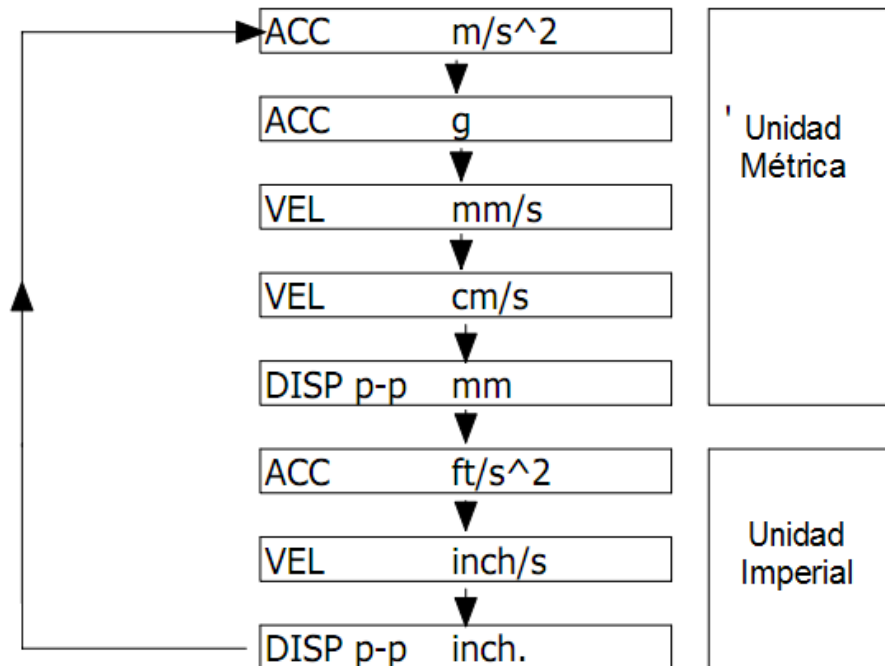 ACC m/s^2
ACC g
VEL mm/s
VEL cm/s
DISP p-p mm
ACC ft/s^2
VEL inch/s
DISP p-p inch.
' Unidad
Métrica
Unidad
Imperial